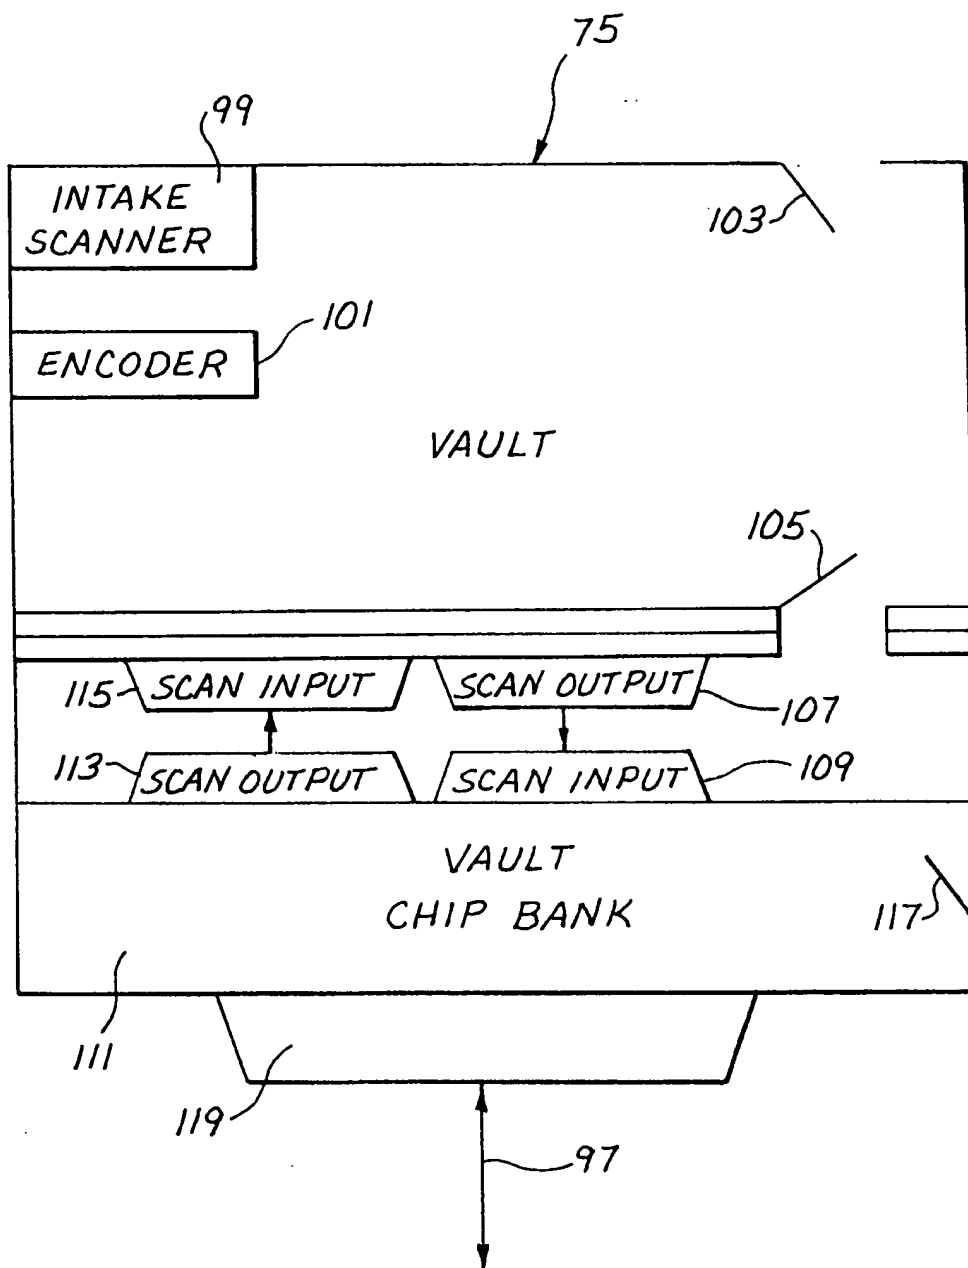 75
99
INTAKE
SCANNER
103
101
ENCODER
VAULT
105
115
SCAN INPUT
SCAN OUTPUT
107
113
SCAN OUTPUT
SCAN INPUT
109
VAULT
CHIP BANK
117
111
119
97